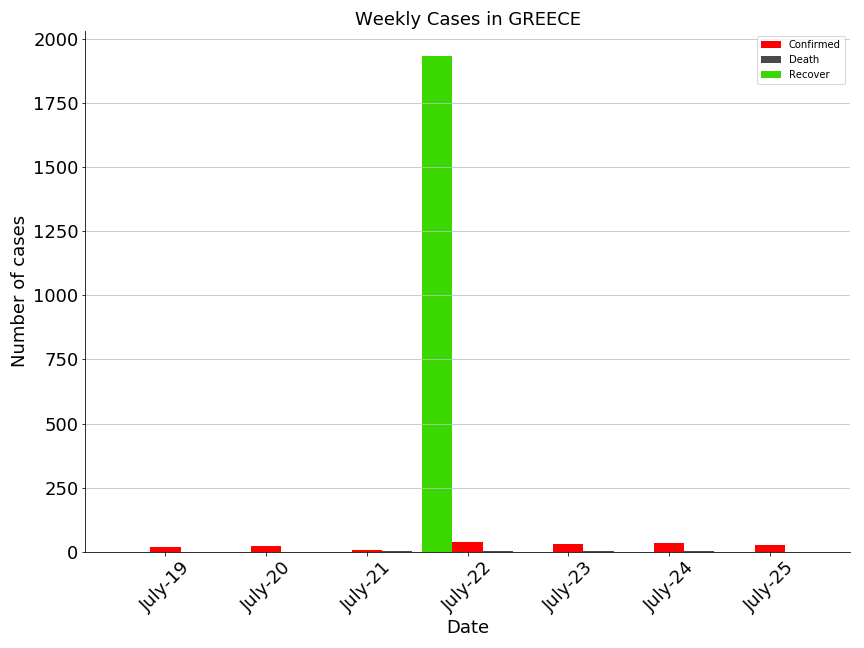 Weekly Cases in GREECE
Confirmed
Death
Recover
2000
1750
1500
1250
1000
750
500
250
0
Number of cases
July-19
July-20
July-21
July-22
July-23
July-24
July-25
Date